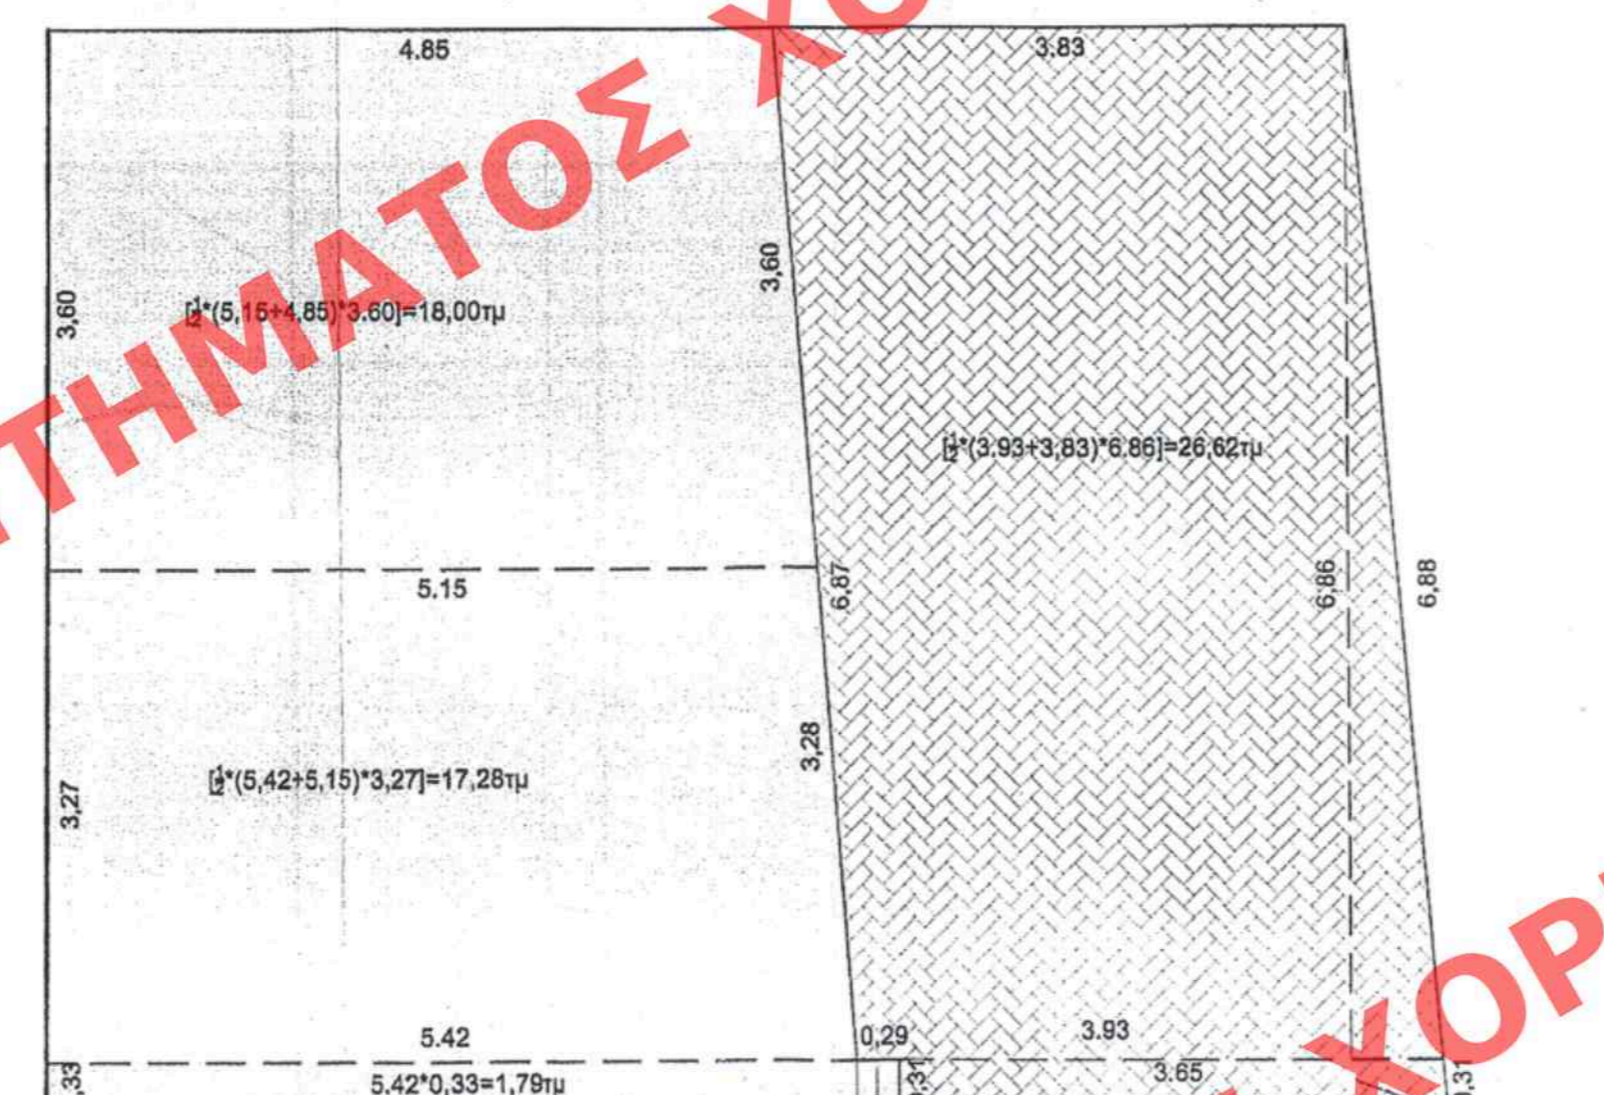 4.85
3.83
3,60
3,60
[½*(5,15+4,85)*3.60]=18,00τμ
[½*(3.93+3,83)*6.86]=26,62τμ
5.15
6,87
6,86
6,88
3,28
[½*(5,42+5,15)*3,27]=17,28τμ
3,27
5.42
0,29
3.93
5.42*0,33=1,79τμ
3.65
ΤΗΜΑΤΟΣ ΧΟ
ΧΟΡ